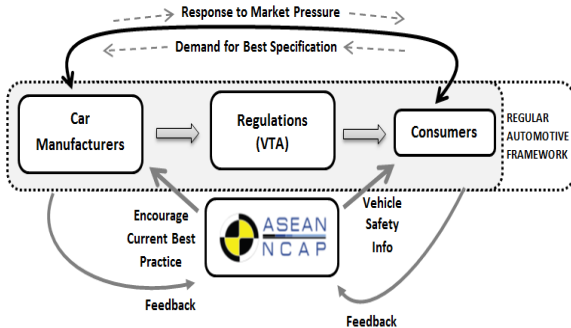 Response to Market Pressure
Demand for Best Specification
Car
Manufacturers
Regulations
(VTA)
Consumers
REGULAR
AUTOMOTIVE
FRAMEWORK
Encourage
Current Best
Practice
ASEAN
NCAP
Vehicle
Safety
Info
Feedback
Feedback